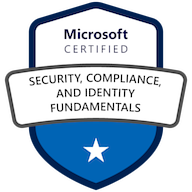 Microsoft
CERTIFIED
SECURITY, COMPLIANCE,
AND IDENTITY
FUNDAMENTALS